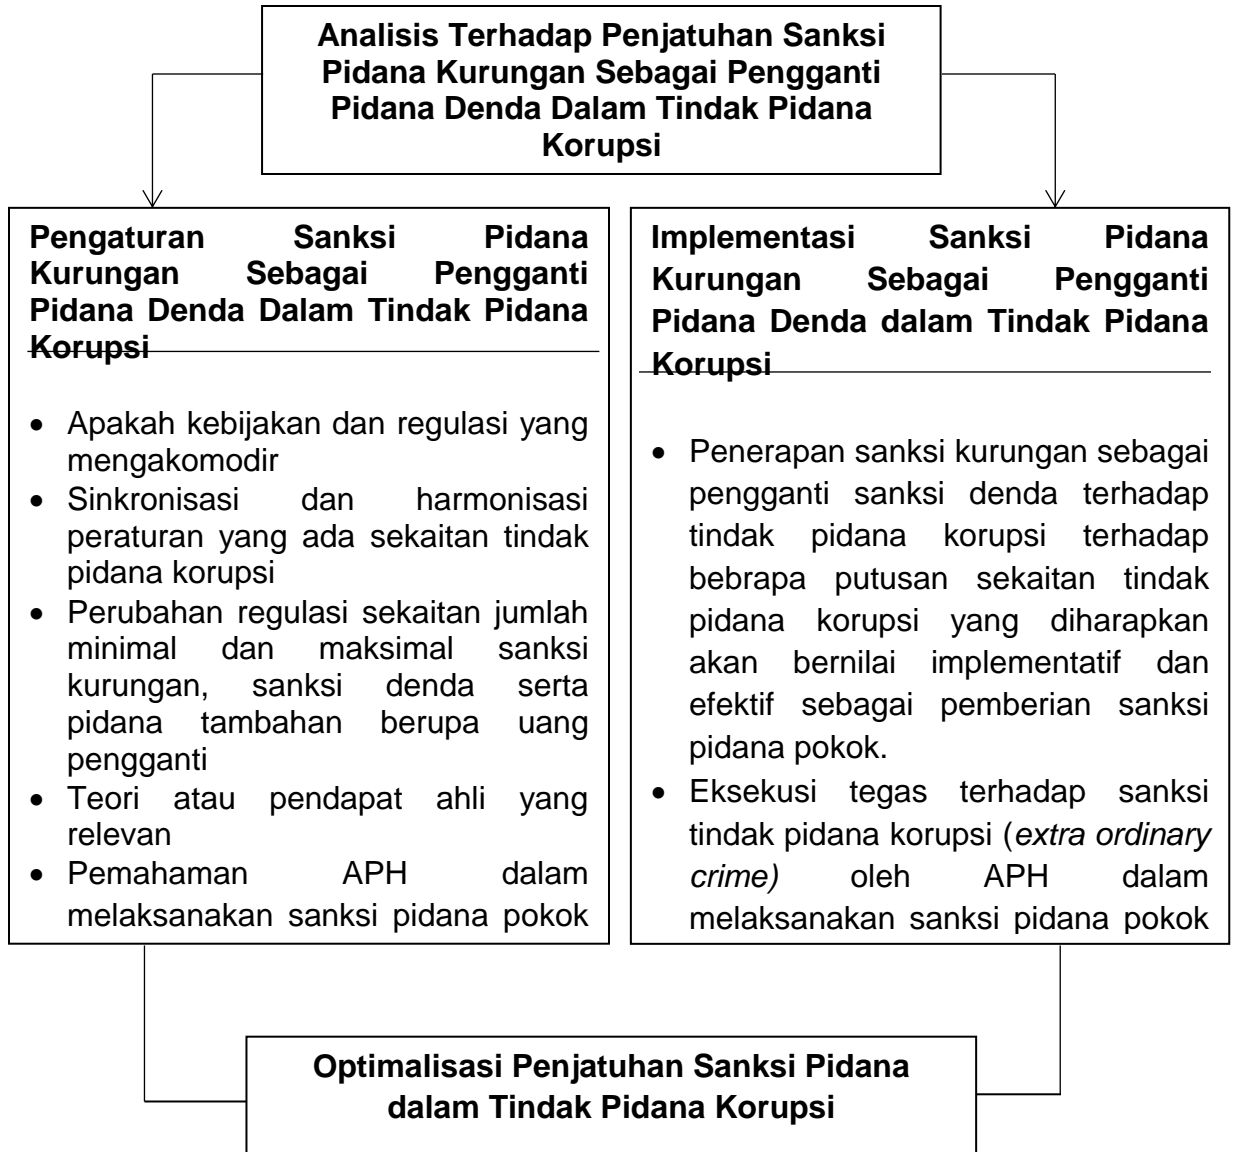 Analisis Terhadap Penjatuhan Sanksi
Pidana Kurungan Sebagai Pengganti
Pidana Denda Dalam Tindak Pidana
Korupsi
Pengaturan Sanksi Pidana
Kurungan Sebagai Pengganti
Pidana Denda Dalam Tindak Pidana
Korupsi
• Apakah kebijakan dan regulasi yang
mengakomodir
• Sinkronisasi dan harmonisasi
peraturan yang ada sekaitan tindak
pidana korupsi
• Perubahan regulasi sekaitan jumlah
minimal dan maksimal sanksi
kurungan, sanksi denda serta
pidana tambahan berupa uang
pengganti
• Teori atau pendapat ahli yang
relevan
• Pemahaman APH dalam
melaksanakan sanksi pidana pokok
Implementasi Sanksi Pidana
Kurungan Sebagai Pengganti
Pidana Denda dalam Tindak Pidana
Korupsi
• Penerapan sanksi kurungan sebagai
pengganti sanksi denda terhadap
tindak pidana korupsi terhadap
bebrapa putusan sekaitan tindak
pidana korupsi yang diharapkan
akan bernilai implementatif dan
efektif sebagai pemberian sanksi
pidana pokok.
• Eksekusi tegas terhadap sanksi
tindak pidana korupsi (extra ordinary
crime) oleh APH dalam
melaksanakan sanksi pidana pokok
Optimalisasi Penjatuhan Sanksi Pidana
dalam Tindak Pidana Korupsi